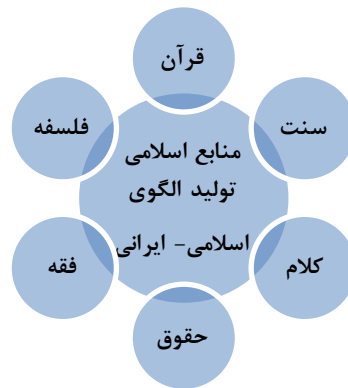 قرآن
سنت
کلام
حقوق
فقه
فلسفه
منابع اسلامی
تولید الگوی
اسلامی- ایرانی